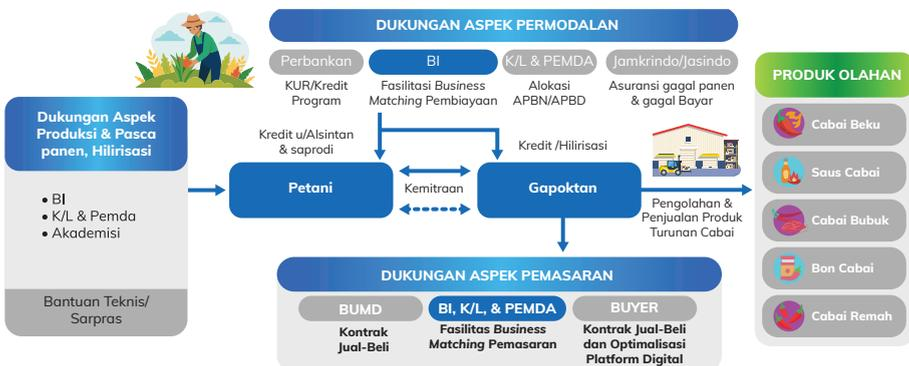 DUKUNGAN ASPEK PERMODALAN
Perbankan
KUR/Kredit
Program
BI
Fasilitasi Business
Matching Pembiayaan
K/L & PEMDA
Alokasi
APBN/APBD
Jamkrindo/Jasindo
Asuransi gagal panen
& gagal Bayar
Dukungan Aspek
Produksi & Pasca
panen, Hilirisasi
• BI
• K/L & Pemda
• Akademisi
Bantuan Teknis/
Sarpras
Kredit u/Alsintan
& saprodi
Kredit /Hilirisasi
Petani
Kemitraan
Gapoktan
Pengolahan &
Penjualan Produk
Turunan Cabai
DUKUNGAN ASPEK PEMASARAN
BUMD
Kontrak
Jual-Beli
BI, K/L, & PEMDA
Fasilitas Business
Matching Pemasaran
BUYER
Kontrak Jual-Beli
dan Optimalisasi
Platform Digital
PRODUK OLAHAN
Cabai Beku
Saus Cabai
Cabai Bubuk
Bon Cabai
Cabai Remah